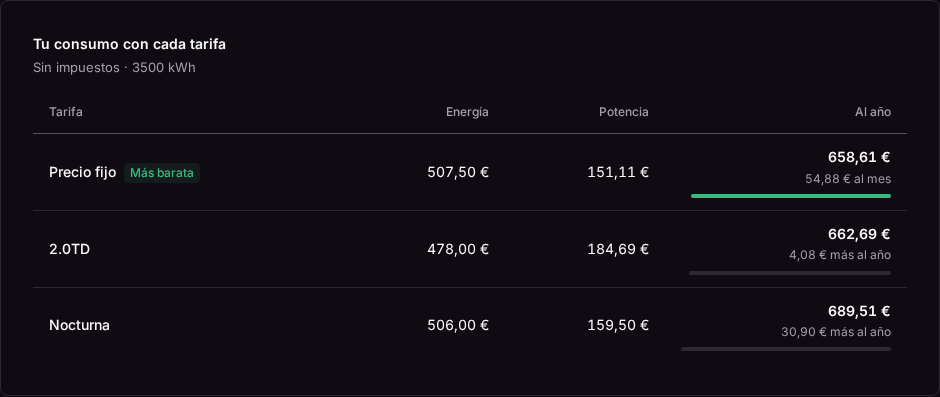 Tu consumo con cada tarifa
Sin impuestos · 3500 kWh
Tarifa Energía Potencia Al año
Precio fijo Más barata 507,50 € 151,11 € 658,61 €
54,88 € al mes
2.0TD 478,00 € 184,69 € 662,69 €
4,08 € más al año
Nocturna 506,00 € 159,50 € 689,51 €
30,90 € más al año